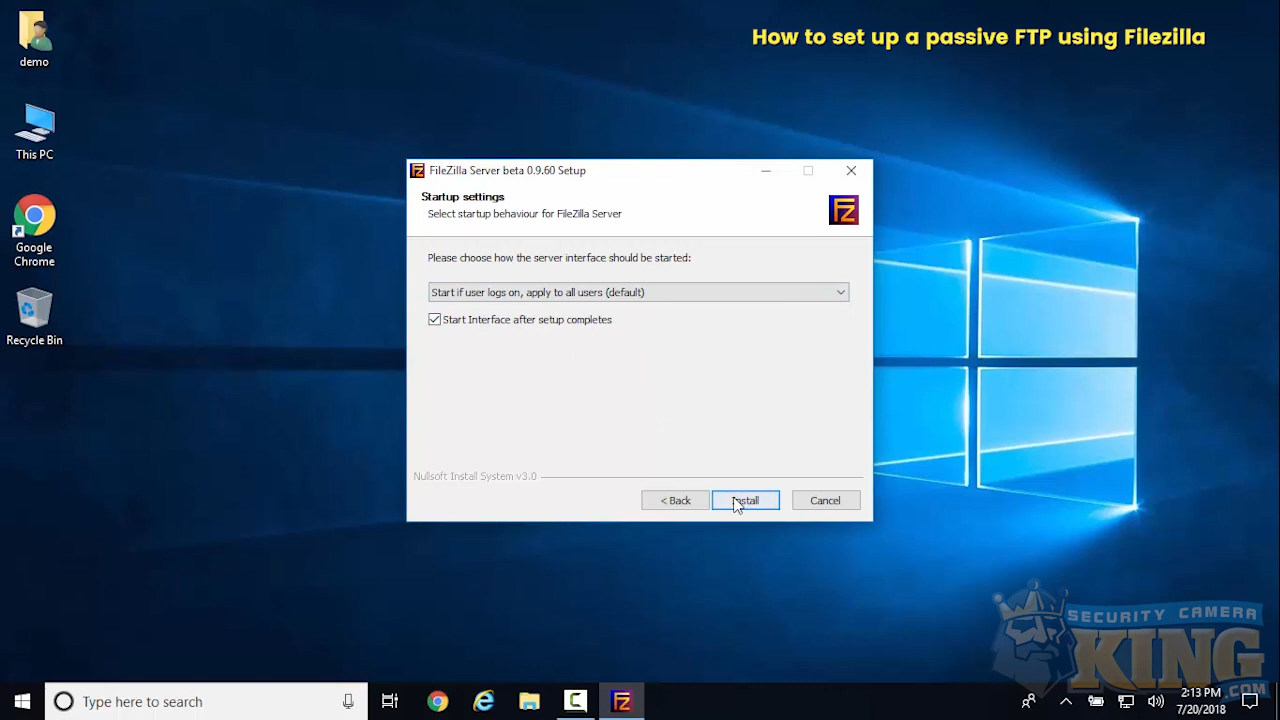 How to set up a passive FTP using Filezilla
demo
This PC
Google
Chrome
Recycle Bin
FileZilla Server beta 0.9.60 Setup
Startup settings
Select startup behaviour for FileZilla Server
Please choose how the server interface should be started:
Start if user logs on, apply to all users (default)
Start Interface after setup completes
Nullsoft Install System v3.0
< Back
Install
Cancel
SECURITY CAMERA
KING
.COM
Type here to search
2:13 PM
7/20/2018